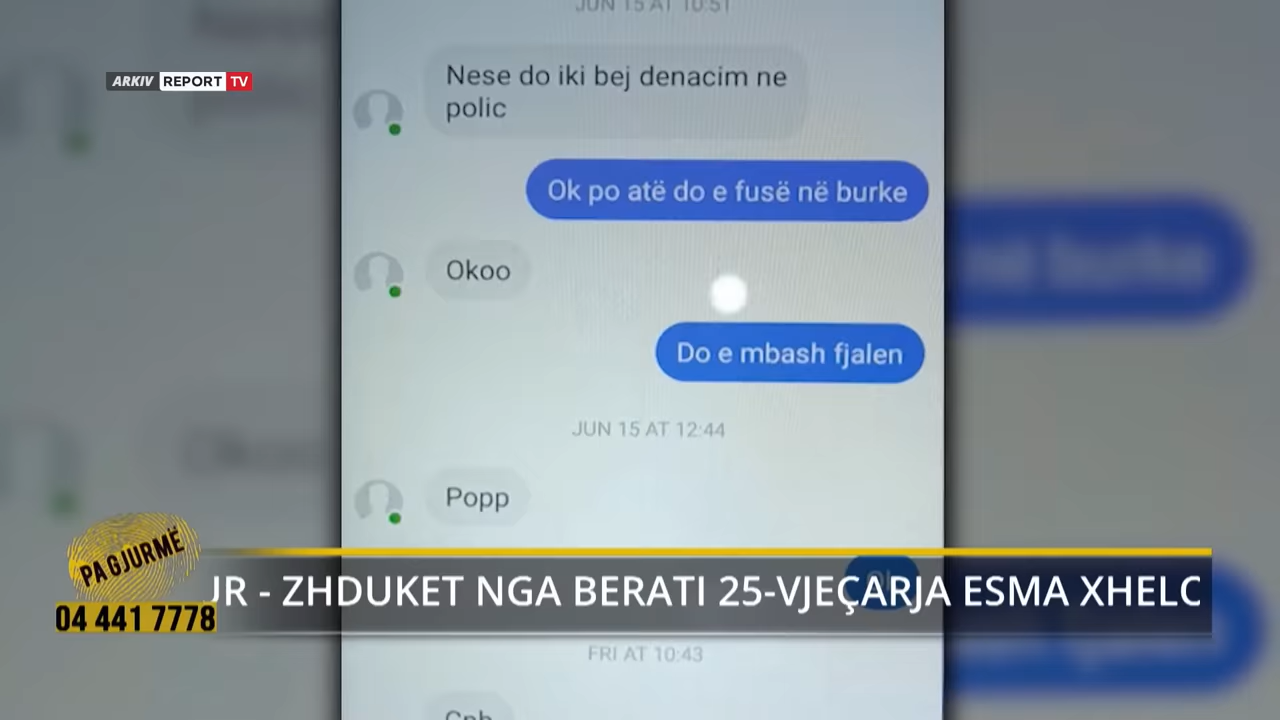 JUN 15 AT 10:51
ARKIV REPORT TV
Nese do iki bej denacim ne
polic
Ok po atë do e fusë në burke
Okoo
Do e mbash fjalen
JUN 15 AT 12:44
Popp
PA GJURMË
JR - ZHDUKET NGA BERATI 25-VJEÇARJA ESMA XHELO
04 441 7778
FRI AT 10:43